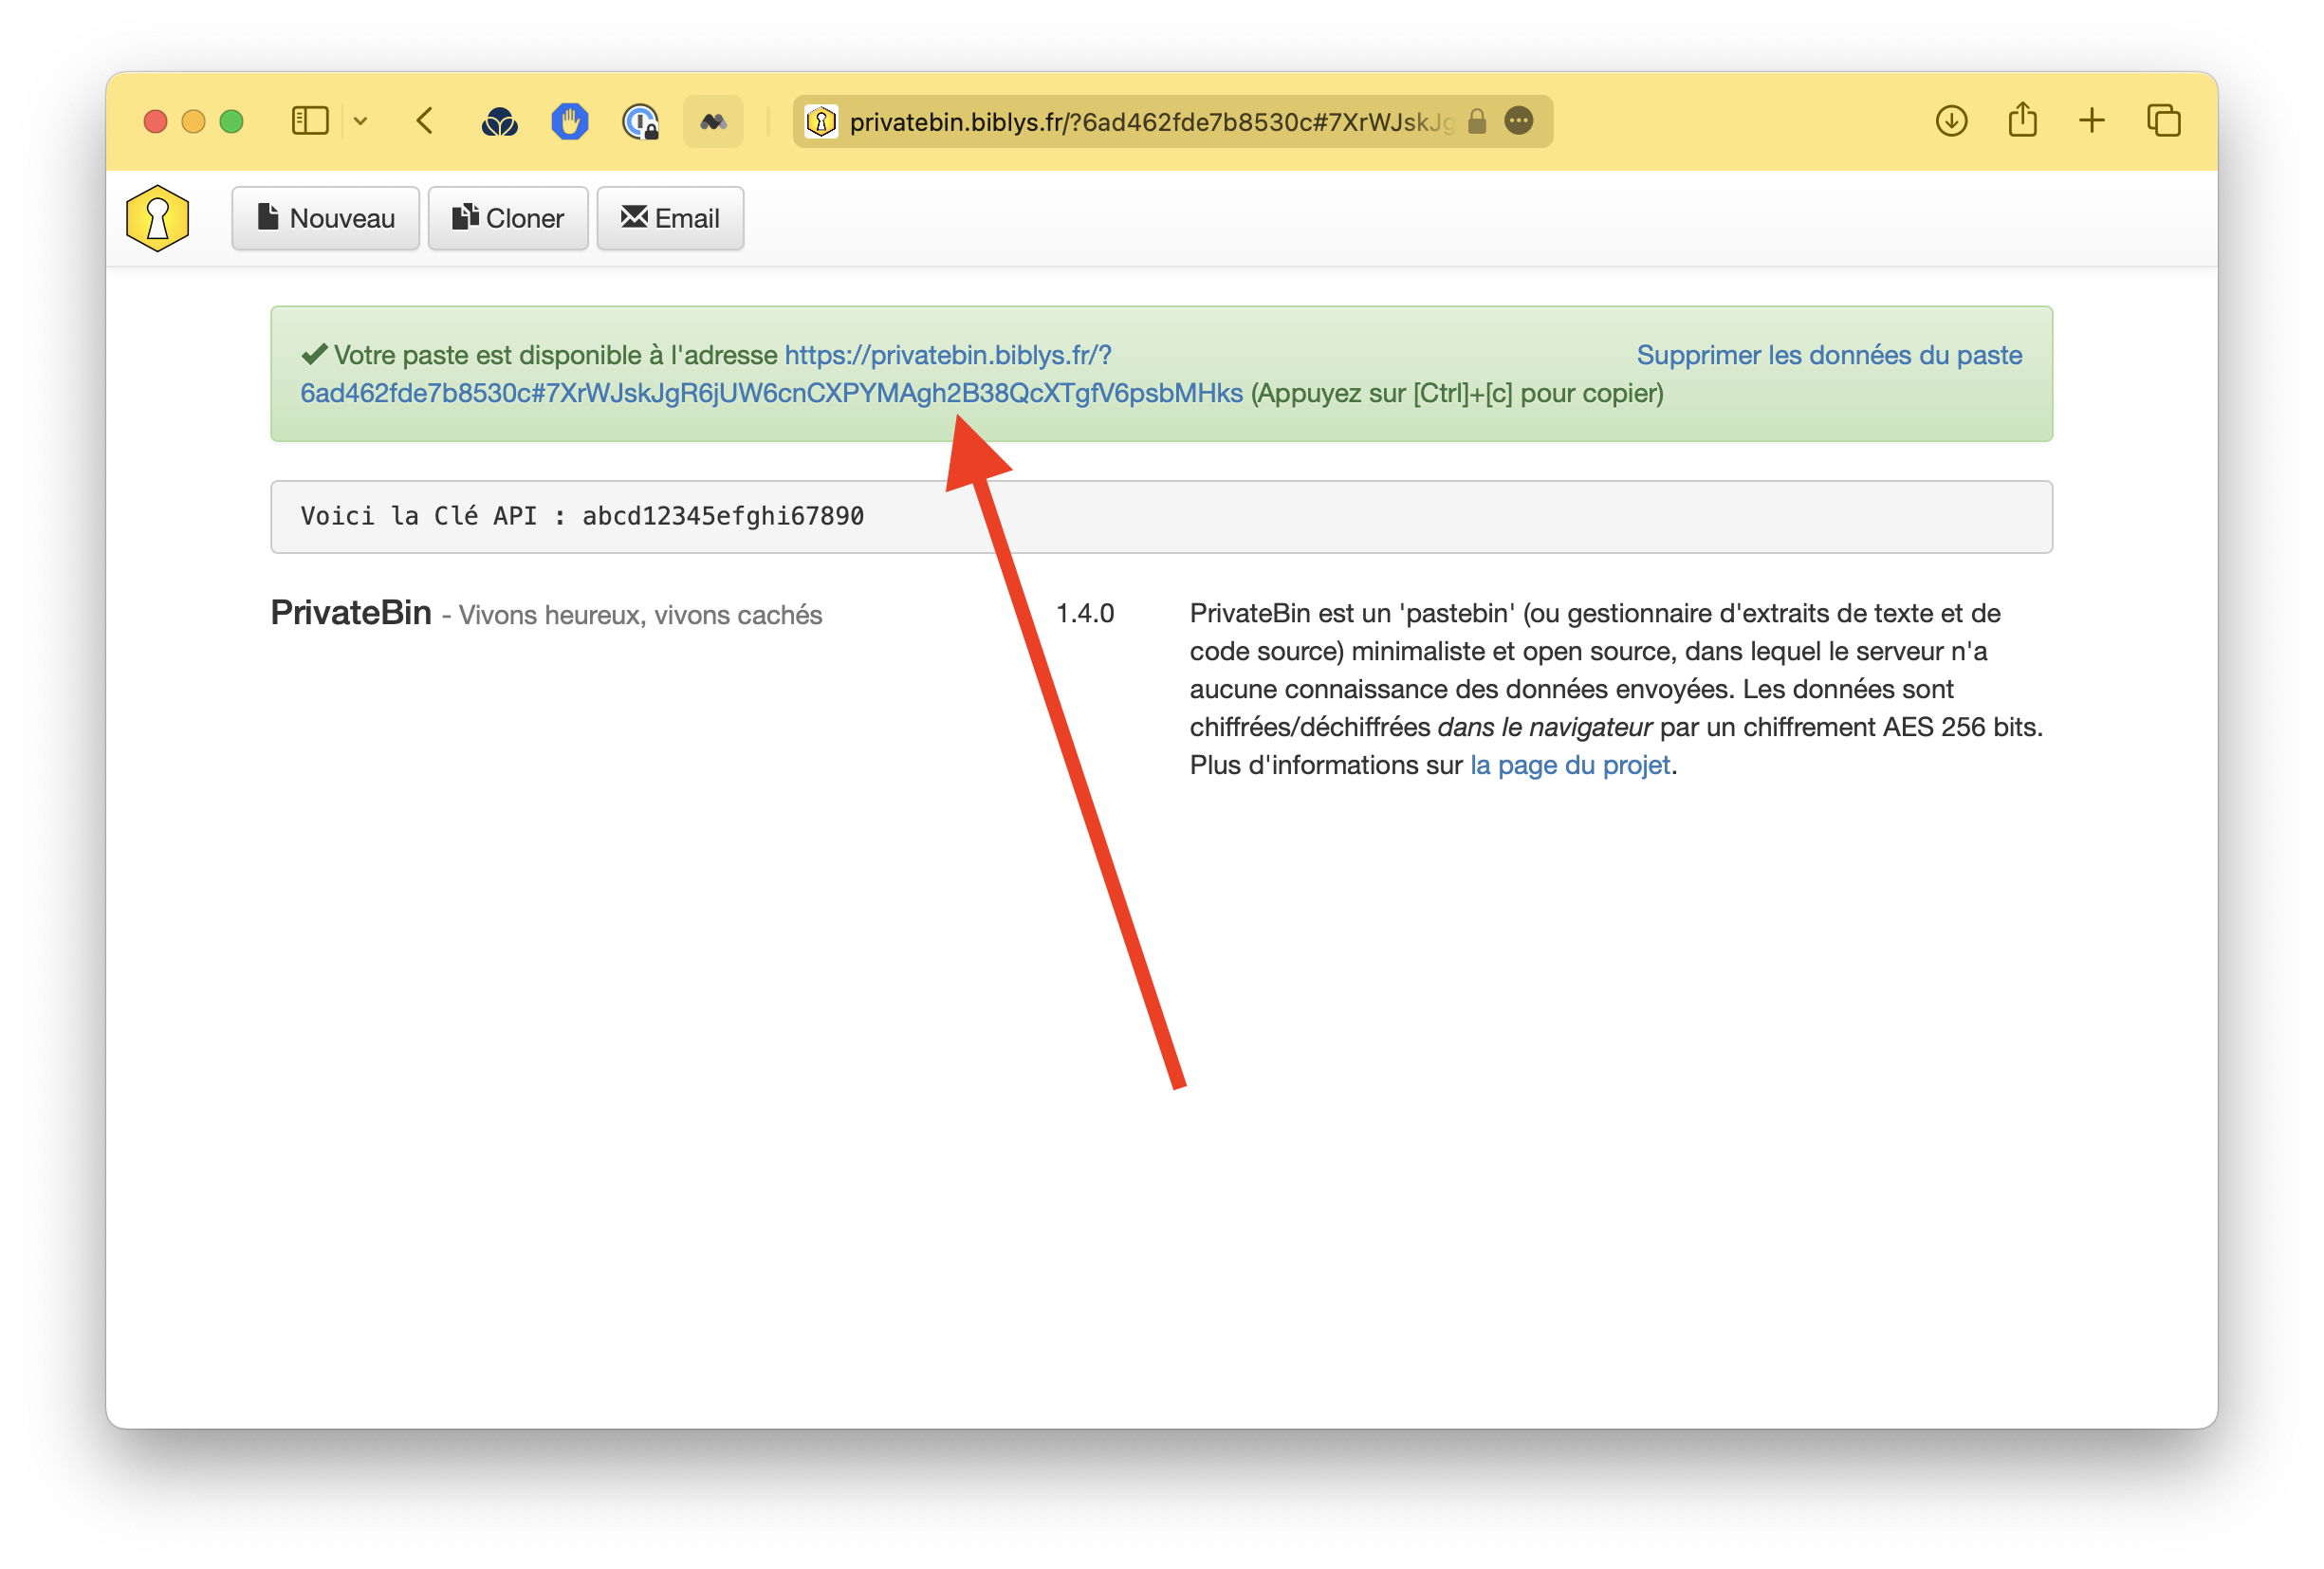 privatebin.biblys.fr/?6ad462fde7b8530c#7XrWJskJg
Nouveau
Cloner
Email
Votre paste est disponible à l'adresse https://privatebin.biblys.fr/?
Supprimer les données du paste
6ad462fde7b8530c#7XrWJskJgR6jUW6cnCXPYMAgh2B38QcXTgfV6psbMHks (Appuyez sur [Ctrl]+[c] pour copier)
Voici la Clé API : abcd12345efghi67890
PrivateBin - Vivons heureux, vivons cachés
1.4.0
PrivateBin est un 'pastebin' (ou gestionnaire d'extraits de texte et de
code source) minimaliste et open source, dans lequel le serveur n'a
aucune connaissance des données envoyées. Les données sont
chiffrées/déchiffrées dans le navigateur par un chiffrement AES 256 bits.
Plus d'informations sur la page du projet.